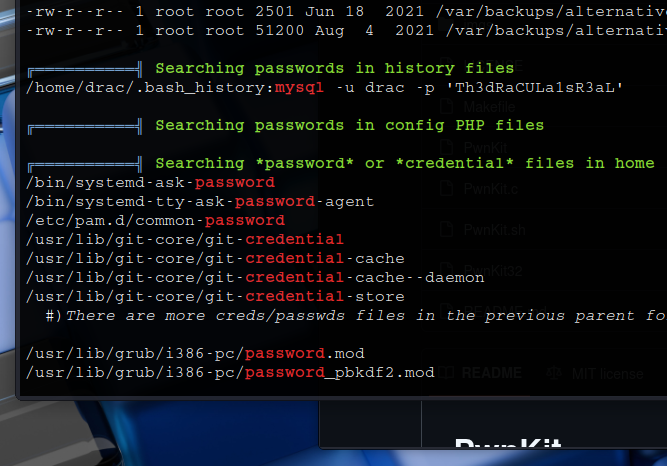 -rw-r--r-- 1 root root 2501 Jun 18  2021 /var/backups/alternative
-rw-r--r-- 1 root root 51200 Aug  4  2021 /var/backups/alternati
╔══════════╣ Searching passwords in history files
/home/drac/.bash_history:mysql -u drac -p 'Th3dRaCULa1sR3aL'
Makefile
╔══════════╣ Searching passwords in config PHP files
PwnKit
╔══════════╣ Searching *password* or *credential* files in home
/bin/systemd-ask-password
PwnKit.c
/bin/systemd-tty-ask-password-agent
/etc/pam.d/common-password
PwnKit.sh
/usr/lib/git-core/git-credential
/usr/lib/git-core/git-credential-cache
PwnKit32
/usr/lib/git-core/git-credential-cache--daemon
/usr/lib/git-core/git-credential-store
#)There are more creds/passwds files in the previous parent fo
/usr/lib/grub/i386-pc/password.mod
/usr/lib/grub/i386-pc/password_pbkdf2.mod
README
MIT license
PwnKit